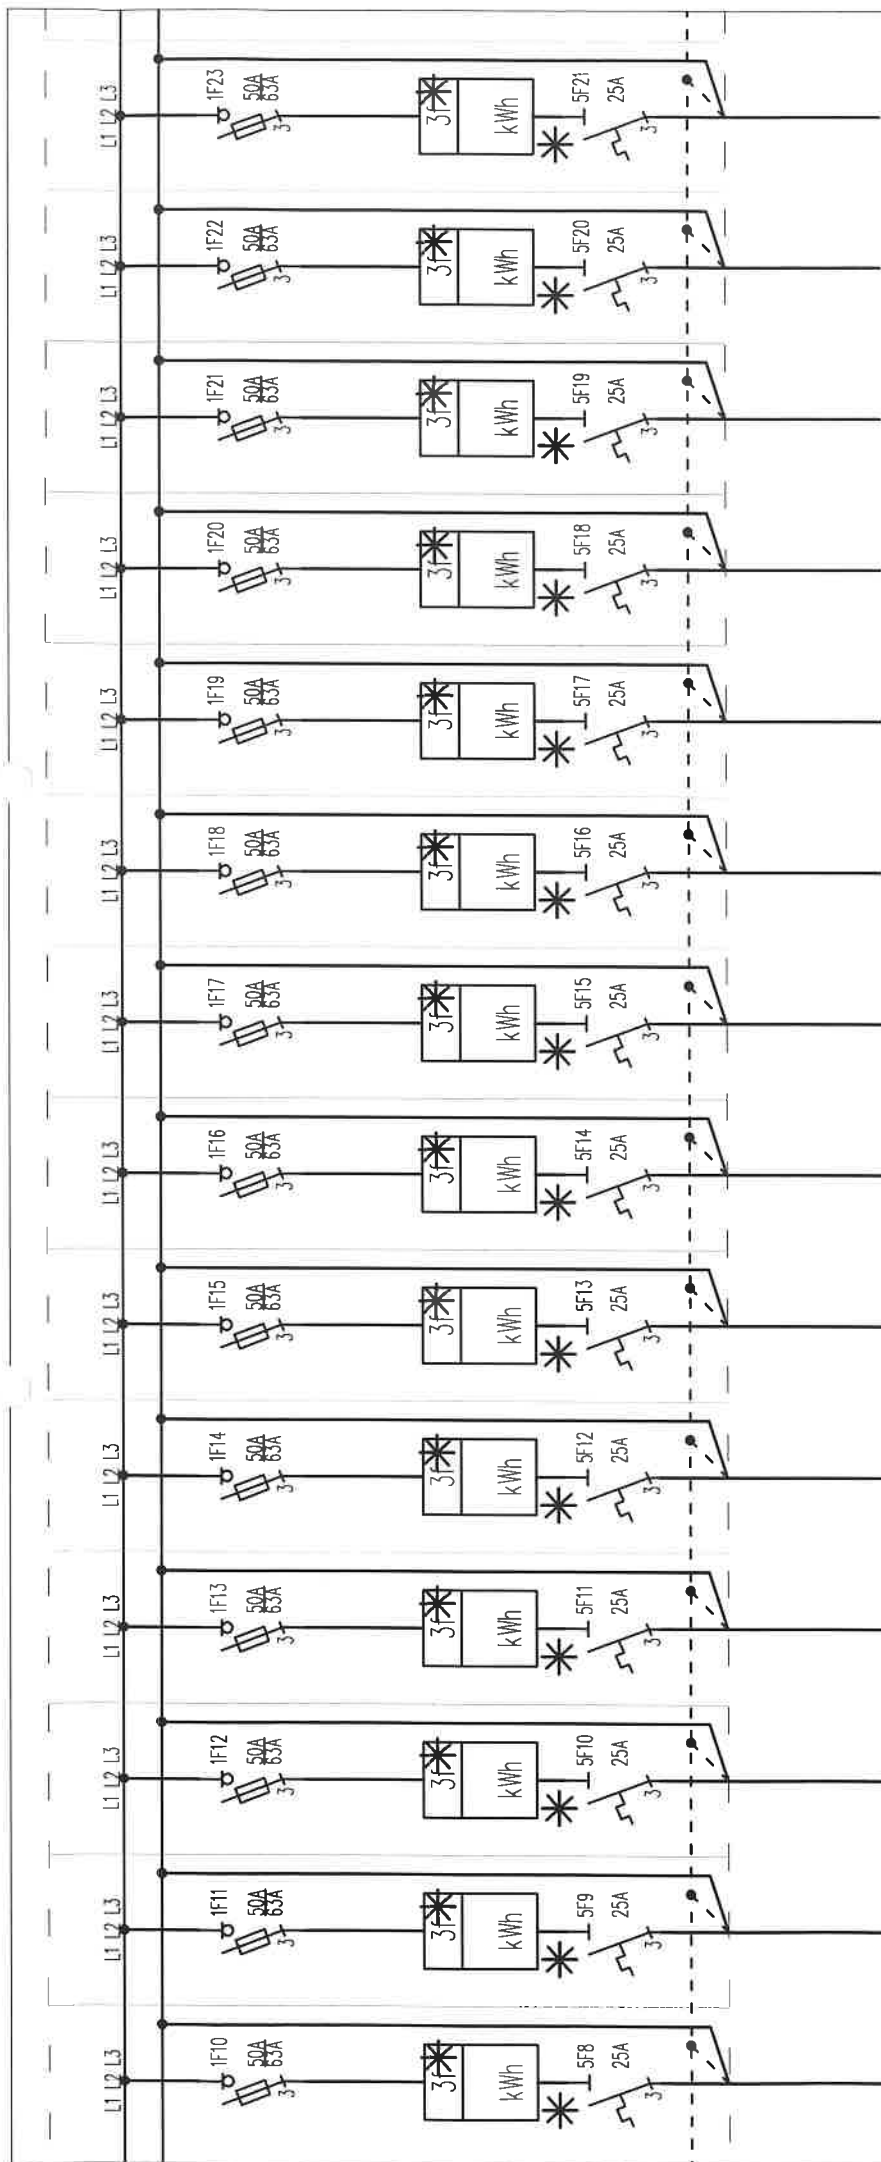 L1 L2 L3
1F23
50A
63A
3
3f
kWh
5F21
25A
3
L1 L2 L3
1F22
50A
63A
3
3f
kWh
5F20
25A
3
L1 L2 L3
1F21
50A
63A
3
3f
kWh
5F19
25A
3
L1 L2 L3
1F20
50A
63A
3
3f
kWh
5F18
25A
3
L1 L2 L3
1F19
50A
63A
3
3f
kWh
5F17
25A
3
L1 L2 L3
1F18
50A
63A
3
3f
kWh
5F16
25A
3
L1 L2 L3
1F17
50A
63A
3
3f
kWh
5F15
25A
3
L1 L2 L3
1F16
50A
63A
3
3f
kWh
5F14
25A
3
L1 L2 L3
1F15
50A
63A
3
3f
kWh
5F13
25A
3
L1 L2 L3
1F14
50A
63A
3
3f
kWh
5F12
25A
3
L1 L2 L3
1F13
50A
63A
3
3f
kWh
5F11
25A
3
L1 L2 L3
1F12
50A
63A
3
3f
kWh
5F10
25A
3
L1 L2 L3
1F11
50A
63A
3
3f
kWh
5F9
25A
3
L1 L2 L3
1F10
50A
63A
3
3f
kWh
5F8
25A
3